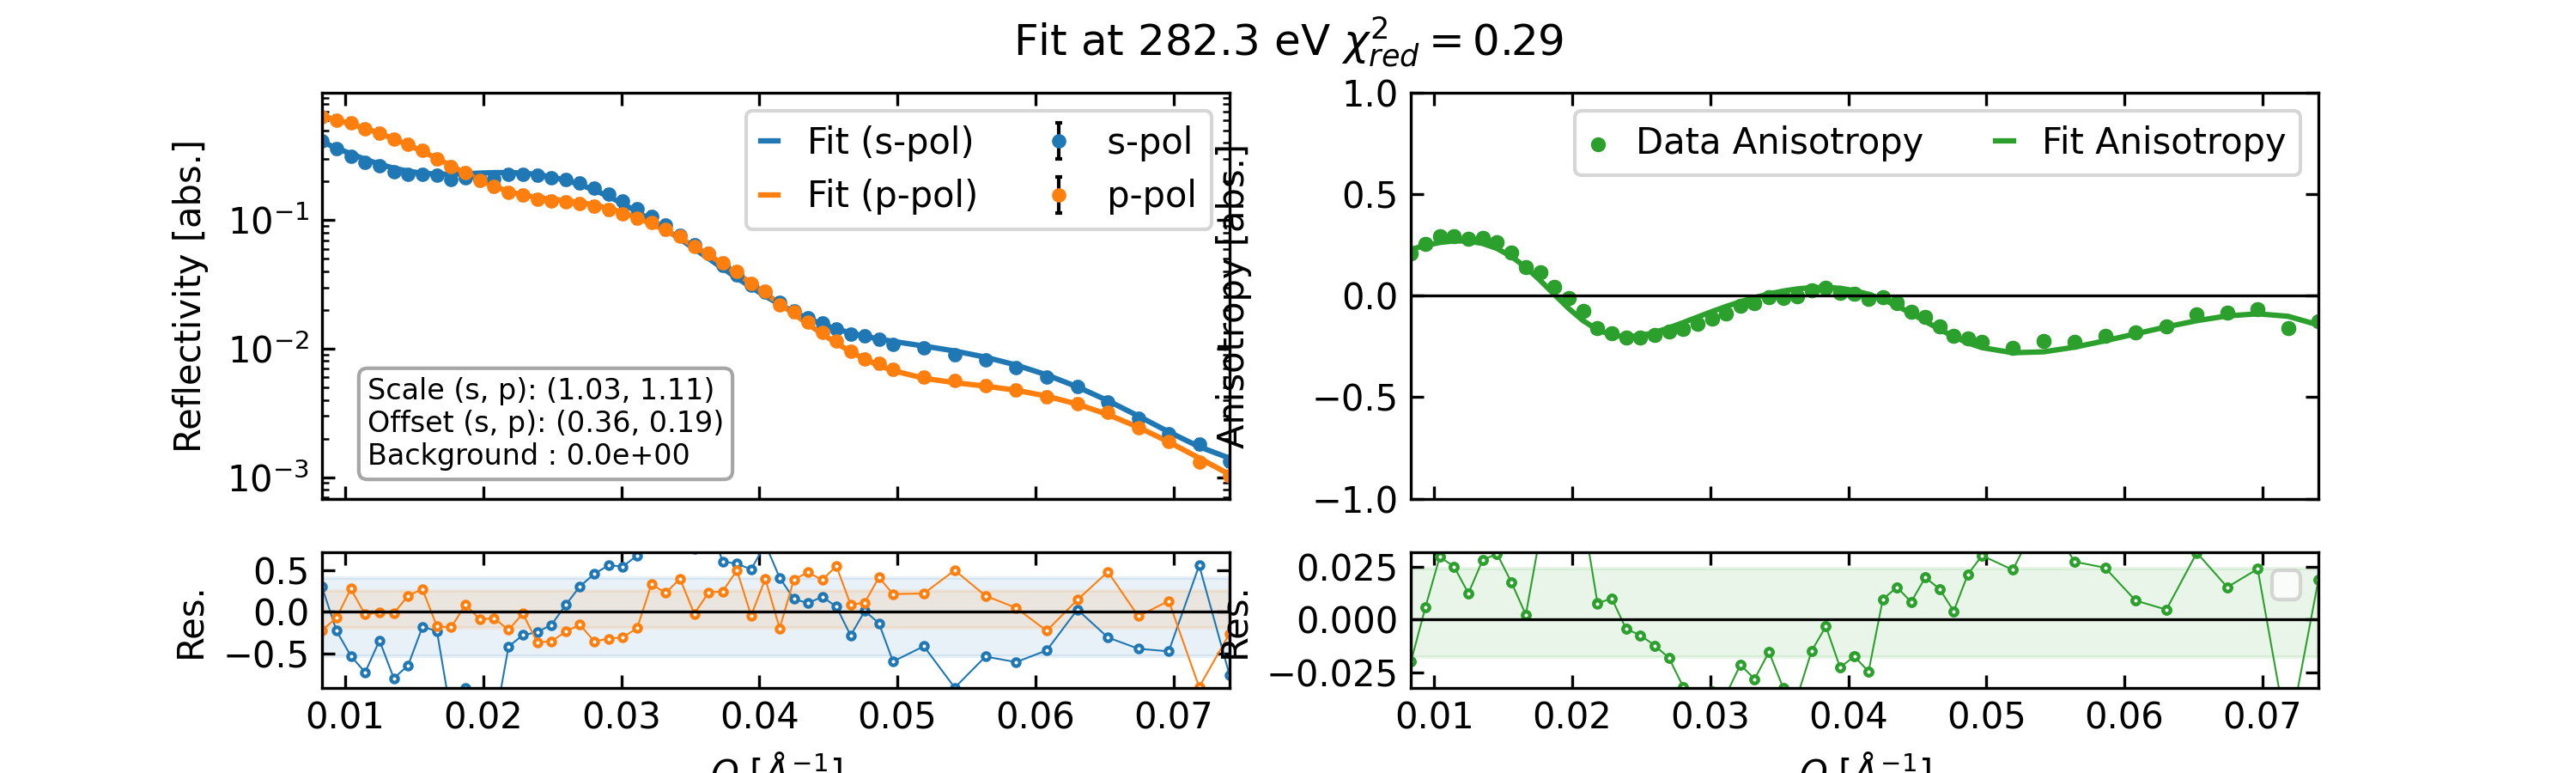 Fit at 282.3 eV χ²_red = 0.29
Reflectivity [abs.]
10⁻¹
10⁻²
10⁻³
Fit (s-pol)
Fit (p-pol)
s-pol
p-pol
Scale (s, p): (1.03, 1.11)
Offset (s, p): (0.36, 0.19)
Background : 0.0e+00
Anisotropy [abs.]
1.0
0.5
0.0
−0.5
−1.0
Data Anisotropy
Fit Anisotropy
Res.
0.5
0.0
−0.5
0.01 0.02 0.03 0.04 0.05 0.06 0.07
Q [Å⁻¹]
Res.
0.025
0.000
−0.025
0.01 0.02 0.03 0.04 0.05 0.06 0.07
Q [Å⁻¹]